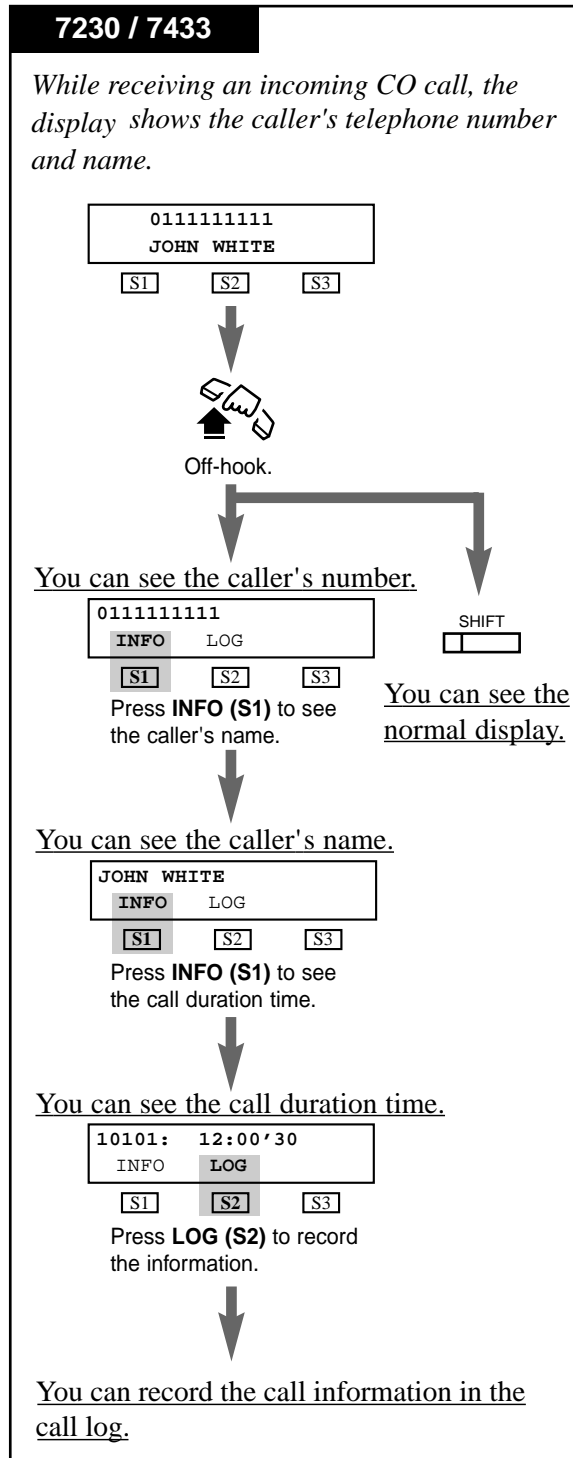 7230 / 7433
While receiving an incoming CO call, the
display shows the caller's telephone number
and name.
0111111111
JOHN WHITE
S1 S2 S3
Off-hook.
You can see the caller's number.
0111111111
INFO LOG
S1 S2 S3
Press INFO (S1) to see
the caller's name.
SHIFT
You can see the
normal display.
You can see the caller's name.
JOHN WHITE
INFO LOG
S1 S2 S3
Press INFO (S1) to see
the call duration time.
You can see the call duration time.
10101: 12:00’30
INFO LOG
S1 S2 S3
Press LOG (S2) to record
the information.
You can record the call information in the
call log.